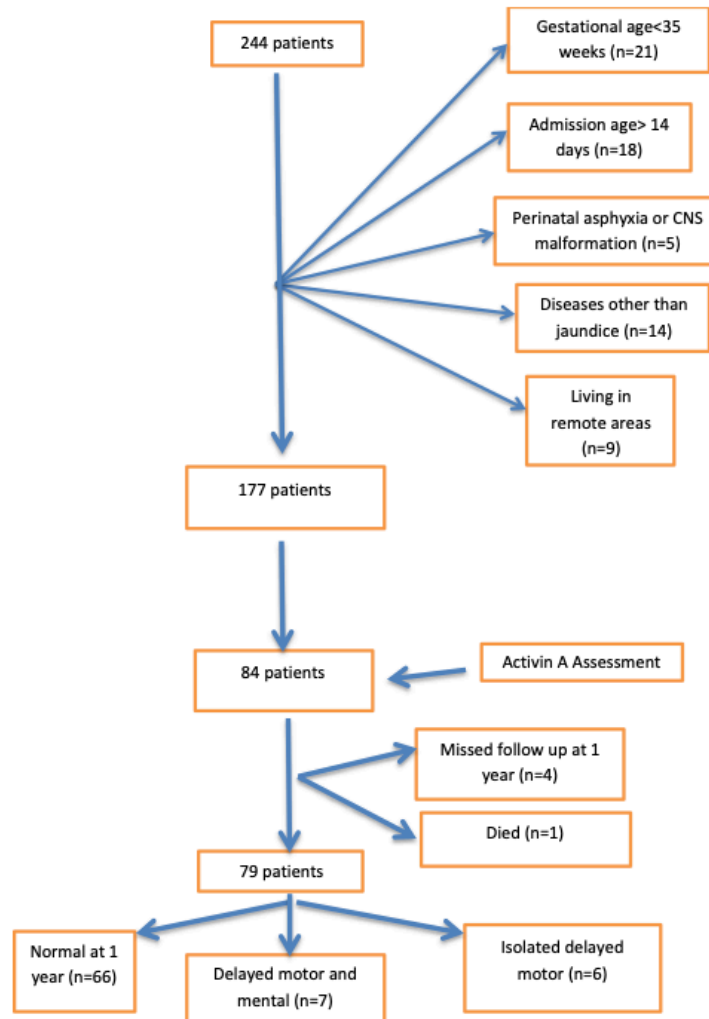 244 patients
Gestational age<35
weeks (n=21)
Admission age> 14
days (n=18)
Perinatal asphyxia or CNS
malformation (n=5)
Diseases other than
jaundice (n=14)
Living in
remote areas
(n=9)
177 patients
84 patients
Activin A Assessment
Missed follow up at 1
year (n=4)
Died (n=1)
79 patients
Normal at 1
year (n=66)
Delayed motor and
mental (n=7)
Isolated delayed
motor (n=6)